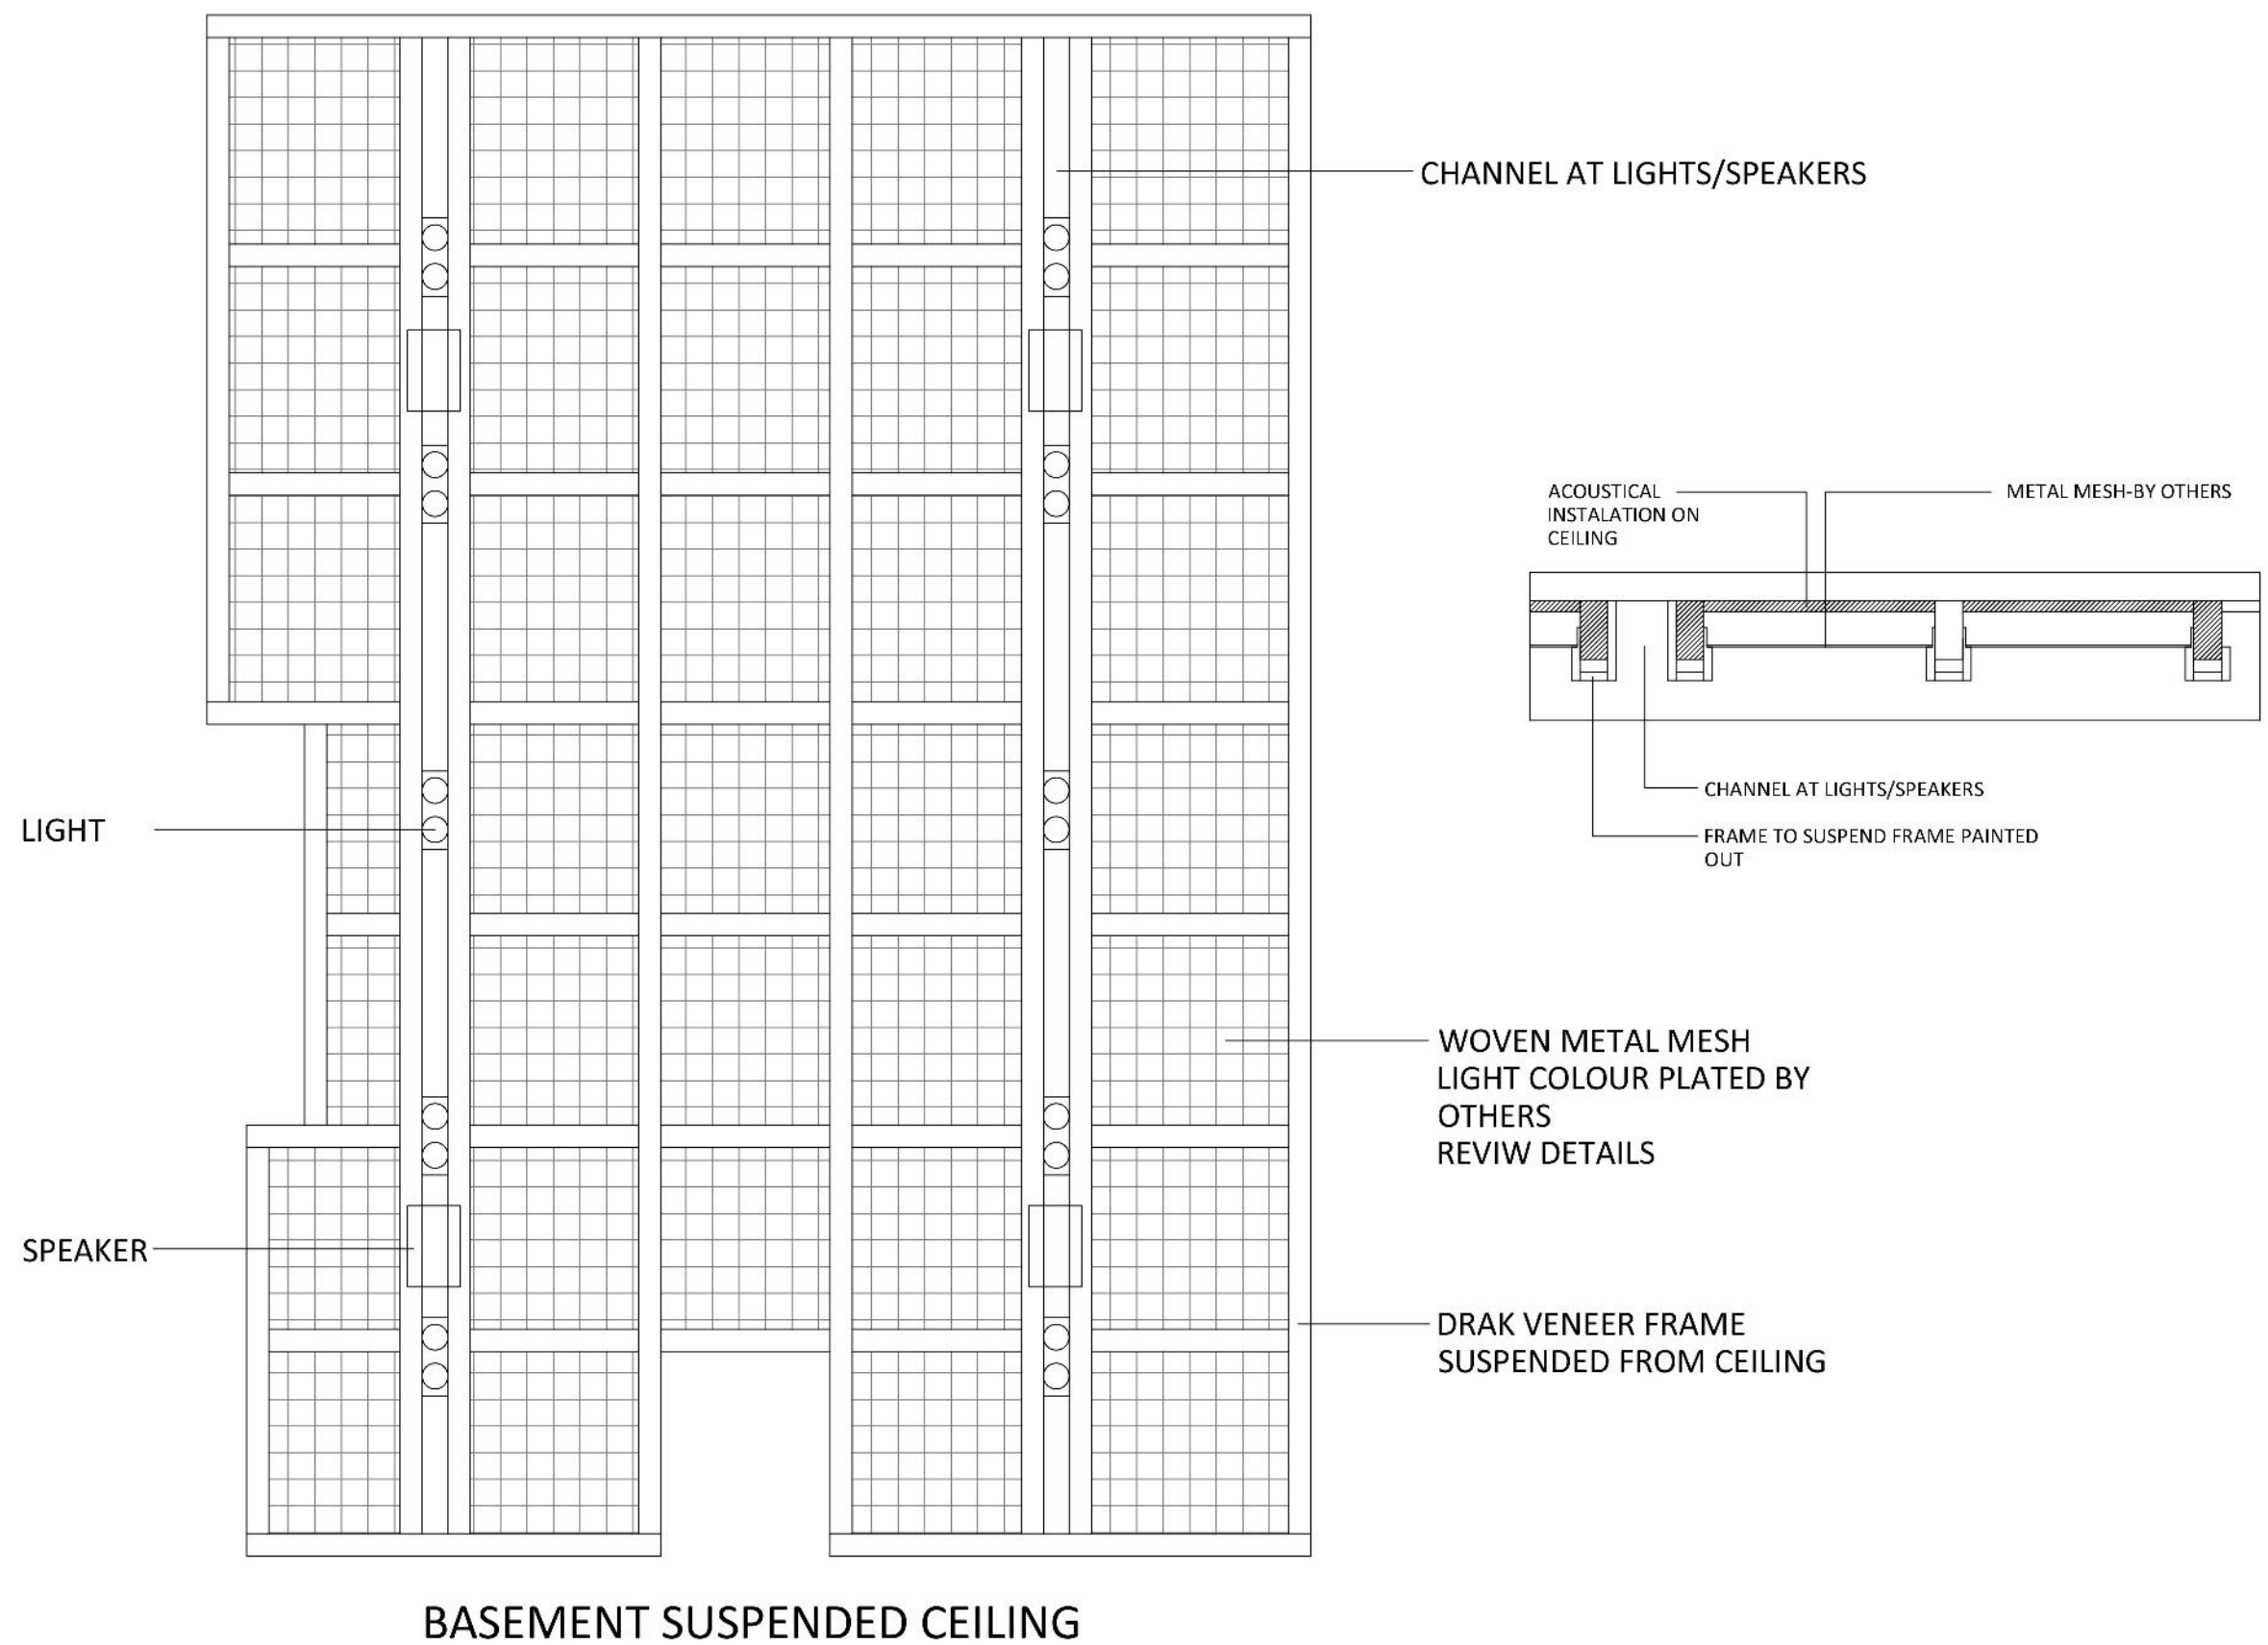 CHANNEL AT LIGHTS/SPEAKERS
ACOUSTICAL
INSTALATION ON
CEILING
METAL MESH-BY OTHERS
CHANNEL AT LIGHTS/SPEAKERS
FRAME TO SUSPEND FRAME PAINTED
OUT
LIGHT
WOVEN METAL MESH
LIGHT COLOUR PLATED BY
OTHERS
REVIW DETAILS
SPEAKER
DRAK VENEER FRAME
SUSPENDED FROM CEILING
BASEMENT SUSPENDED CEILING